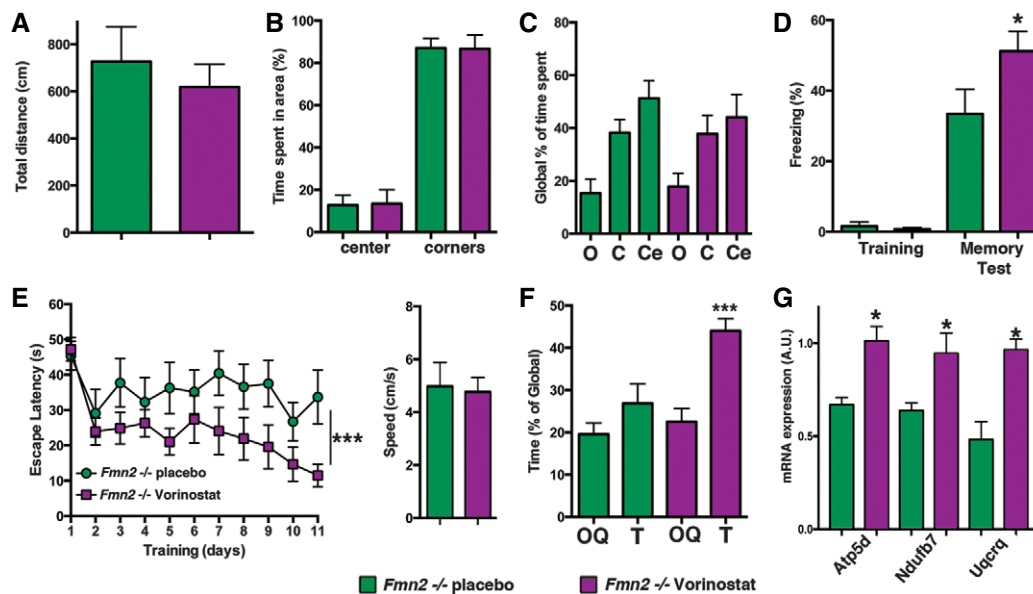 A
Total distance (cm)
800
600
400
200
0
B
Time spent in area (%)
100
80
60
40
20
0
center corners
C
Global % of time spent
80
60
40
20
0
O C Ce O C Ce
D
*
Freezing (%)
60
40
20
0
Training Memory
Test
E
Escape Latency (s)
60
50
40
30
20
10
0
***
Fmn2 -/- placebo
Fmn2 -/- Vorinostat
1 2 3 4 5 6 7 8 9 10 11
Training (days)
Speed (cm/s)
8
6
4
2
0
F
***
Time (% of Global)
50
40
30
20
10
0
OQ T OQ T
G
* * *
mRNA expression (A.U.)
1.0
0.5
0.0
Atp5d Ndufb7 Uqcrq
Fmn2 -/- placebo Fmn2 -/- Vorinostat